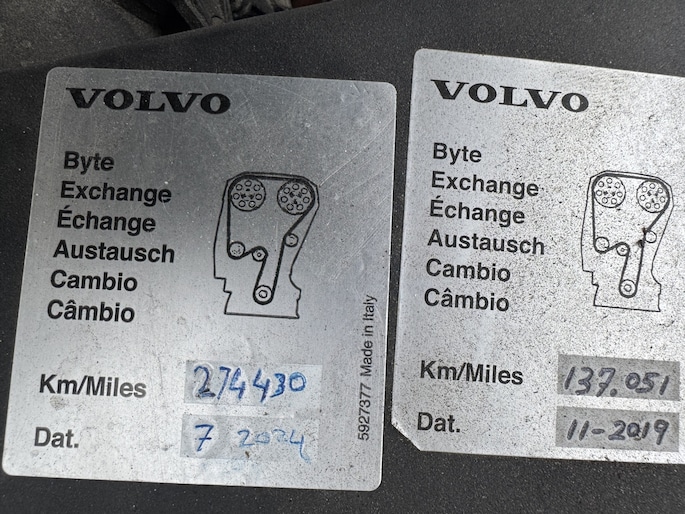 VOLVO
Byte
Exchange
Échange
Austausch
Cambio
Câmbio
Km/Miles 274430
Dat. 7 2024
5927377 Made in Italy
VOLVO
Byte
Exchange
Échange
Austausch
Cambio
Câmbio
Km/Miles 137.051
Dat. 11-2019